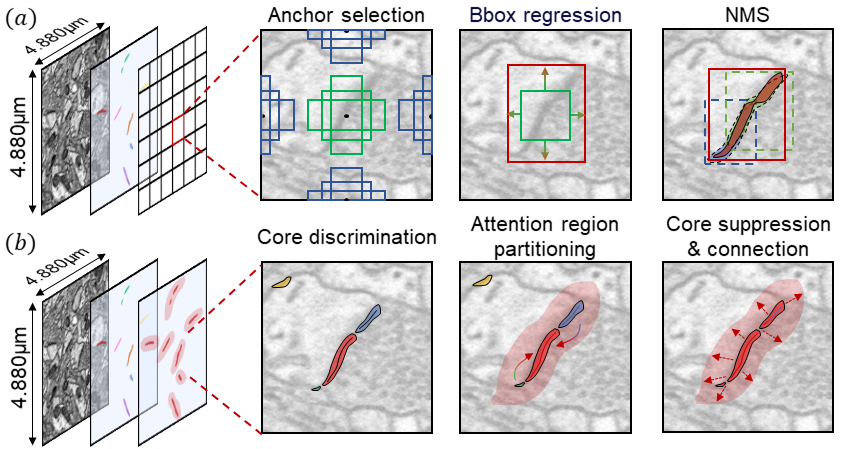 (a)
4.880μm
4.880μm
Anchor selection
Bbox regression
NMS
(b)
4.880μm
4.880μm
Core discrimination
Attention region
partitioning
Core suppression
& connection